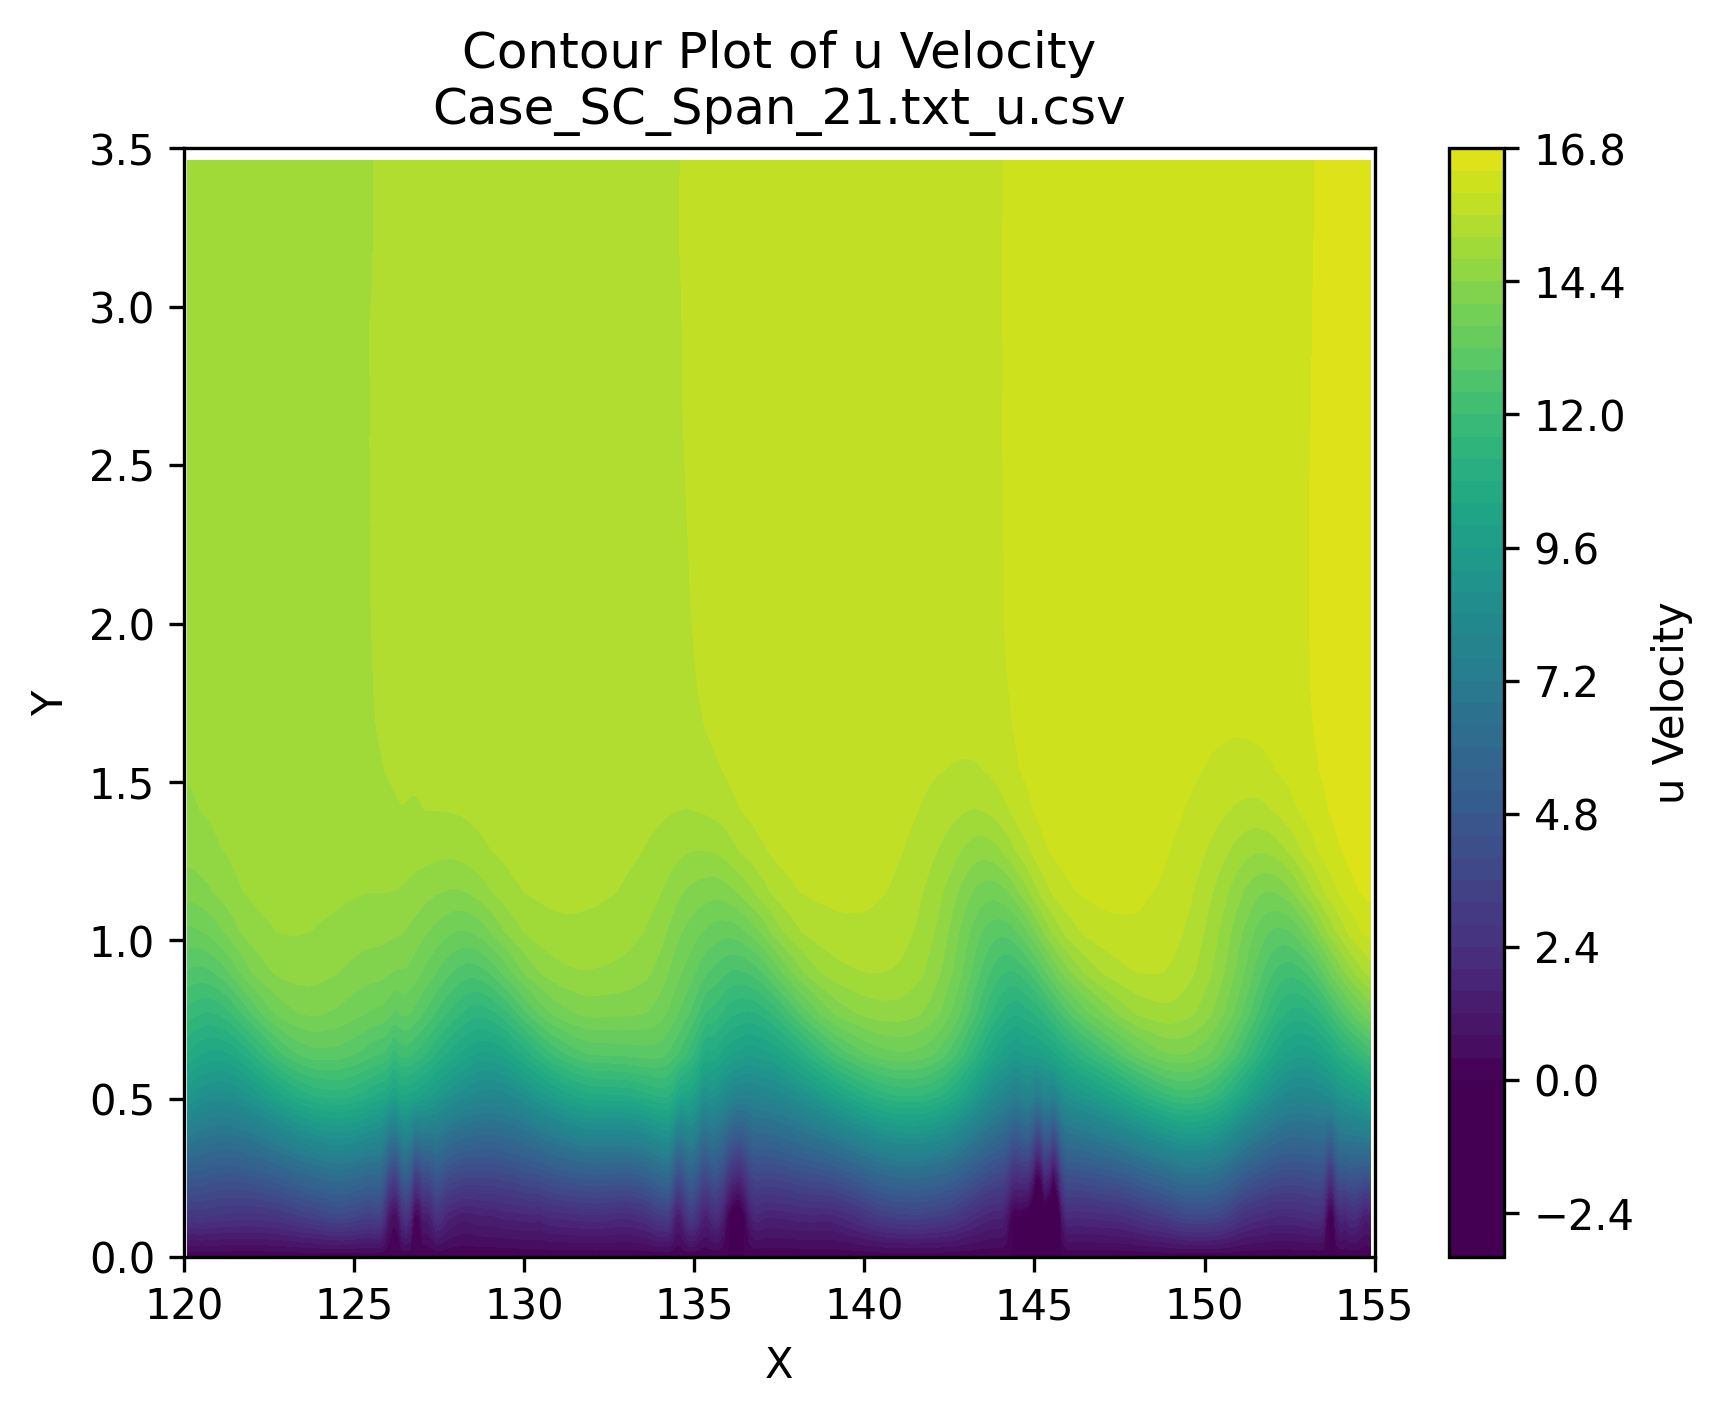 Contour Plot of u Velocity
Case_SC_Span_21.txt_u.csv
3.5
3.0
2.5
2.0
1.5
1.0
0.5
0.0
Y
120 125 130 135 140 145 150 155
X
16.8
14.4
12.0
9.6
7.2
4.8
2.4
0.0
−2.4
u Velocity